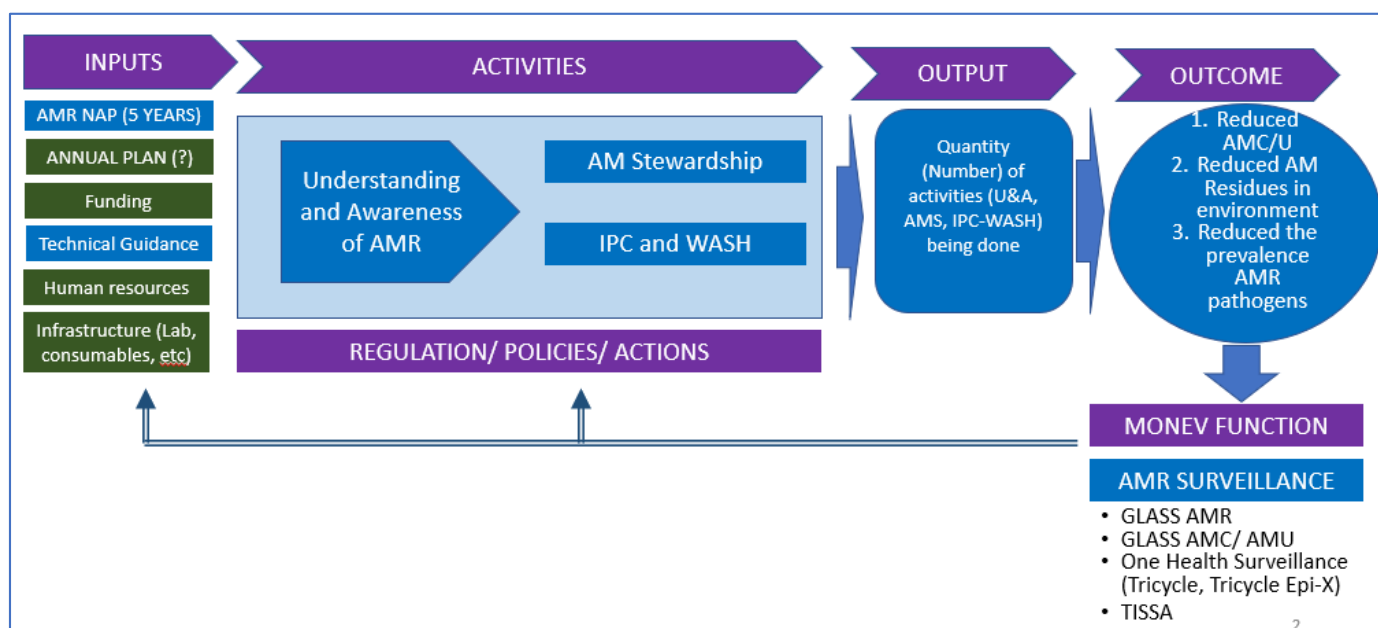 INPUTS
ACTIVITIES
OUTPUT
OUTCOME
AMR NAP (5 YEARS)
ANNUAL PLAN (?)
Funding
Technical Guidance
Human resources
Infrastructure (Lab,
consumables, etc)
Understanding
and Awareness
of AMR
AM Stewardship
IPC and WASH
REGULATION/ POLICIES/ ACTIONS
Quantity
(Number) of
activities (U&A,
AMS, IPC-WASH)
being done
1. Reduced
AMC/U
2. Reduced AM
Residues in
environment
3. Reduced the
prevalence
AMR
pathogens
MONEV FUNCTION
AMR SURVEILLANCE
• GLASS AMR
• GLASS AMC/ AMU
• One Health Surveillance
(Tricycle, Tricycle Epi-X)
• TISSA
2